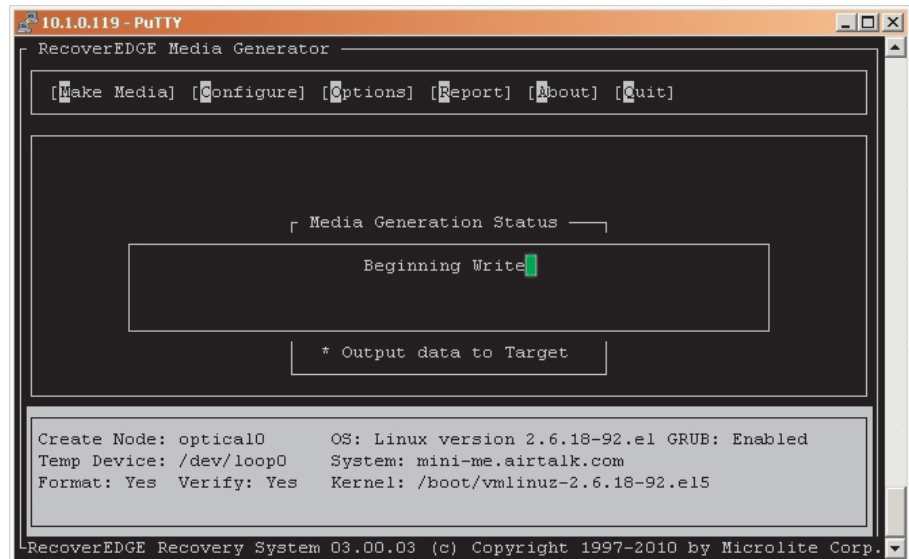 10.1.0.119 - PuTTY
RecoverEDGE Media Generator
[Make Media] [Configure] [Options] [Report] [About] [Quit]
Media Generation Status
Beginning Write
* Output data to Target
Create Node: optical0 OS: Linux version 2.6.18-92.el GRUB: Enabled
Temp Device: /dev/loop0 System: mini-me.airtalk.com
Format: Yes Verify: Yes Kernel: /boot/vmlinuz-2.6.18-92.el5
RecoverEDGE Recovery System 03.00.03 (c) Copyright 1997-2010 by Microlite Corp.